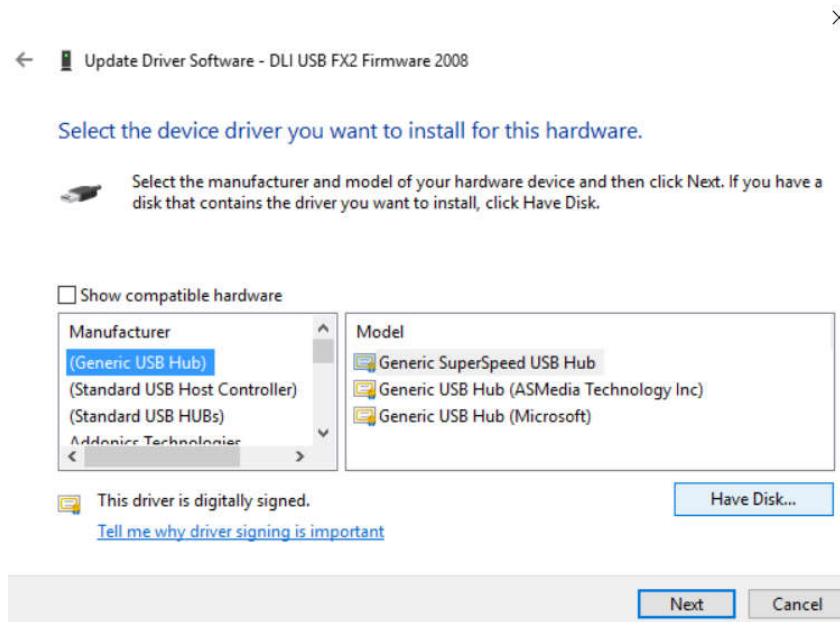 Update Driver Software - DLI USB FX2 Firmware 2008
Select the device driver you want to install for this hardware.
Select the manufacturer and model of your hardware device and then click Next. If you have a
disk that contains the driver you want to install, click Have Disk.
Show compatible hardware
Manufacturer
(Generic USB Hub)
(Standard USB Host Controller)
(Standard USB HUBs)
Addonics Technologies
Model
Generic SuperSpeed USB Hub
Generic USB Hub (ASMedia Technology Inc)
Generic USB Hub (Microsoft)
This driver is digitally signed.
Tell me why driver signing is important
Have Disk...
Next
Cancel